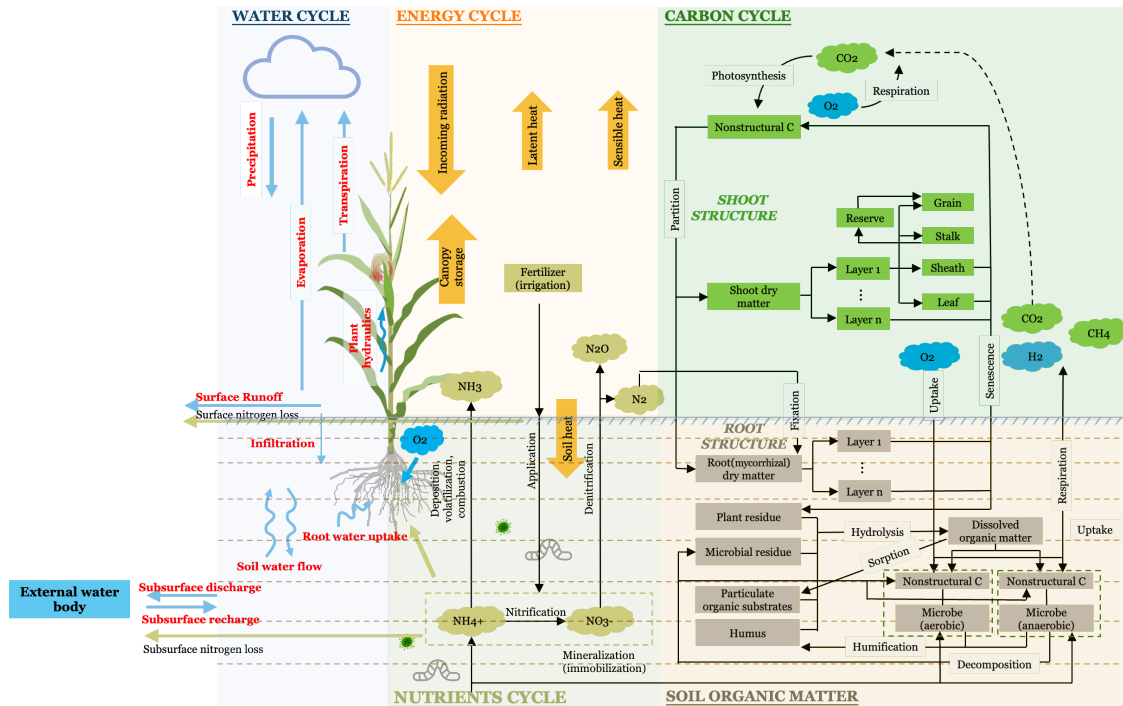 WATER CYCLE
ENERGY CYCLE
CARBON CYCLE
Precipitation
Evaporation
Transpiration
Plant
hydraulics
Incoming radiation
Latent heat
Sensible heat
Canopy
storage
Fertilizer
(irrigation)
N2O
N2
NH3
CO2
Photosynthesis
Respiration
O2
Nonstructural C
Partition
SHOOT
STRUCTURE
Reserve
Grain
Stalk
Sheath
Leaf
Layer 1
⋮
Layer n
Shoot dry
matter
CO2
CH4
O2
H2
Uptake
Senescence
Surface Runoff
Surface nitrogen loss
Infiltration
O2
Deposition,
volatilization,
combustion
Application
Soil heat
Denitrification
Fixation
ROOT
STRUCTURE
Root(mycorrhizal)
dry matter
Layer 1
⋮
Layer n
Respiration
Uptake
Root water uptake
Soil water flow
Plant residue
Microbial residue
Particulate
organic substrates
Humus
Hydrolysis
Sorption
Dissolved
organic matter
Nonstructural C
Nonstructural C
Microbe
(aerobic)
Microbe
(anaerobic)
Humification
Decomposition
External water
body
Subsurface discharge
Subsurface recharge
Subsurface nitrogen loss
NH4+
Nitrification
NO3-
Mineralization
(immobilization)
NUTRIENTS CYCLE
SOIL ORGANIC MATTER